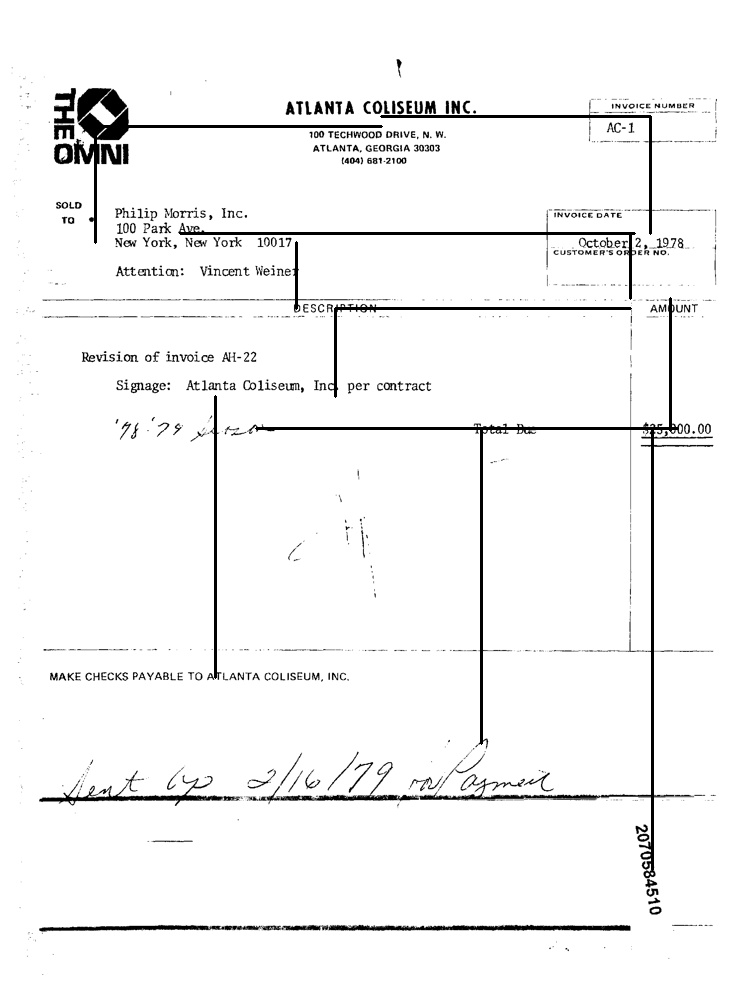 THE OMNI
ATLANTA COLISEUM INC.
100 TECHWOOD DRIVE, N. W.
ATLANTA, GEORGIA 30303
(404) 681-2100
INVOICE NUMBER
AC-1
SOLD TO
Philip Morris, Inc.
100 Park Ave.
New York, New York 10017
Attention: Vincent Weiner
INVOICE DATE
October 2, 1978
CUSTOMER'S ORDER NO.
DESCRIPTION AMOUNT
Revision of invoice AH-22
Signage: Atlanta Coliseum, Inc. per contract
'78-'79 Season Total Due $25,000.00
MAKE CHECKS PAYABLE TO ATLANTA COLISEUM, INC.
Sent up 2/16/79 for Payment
2070584510